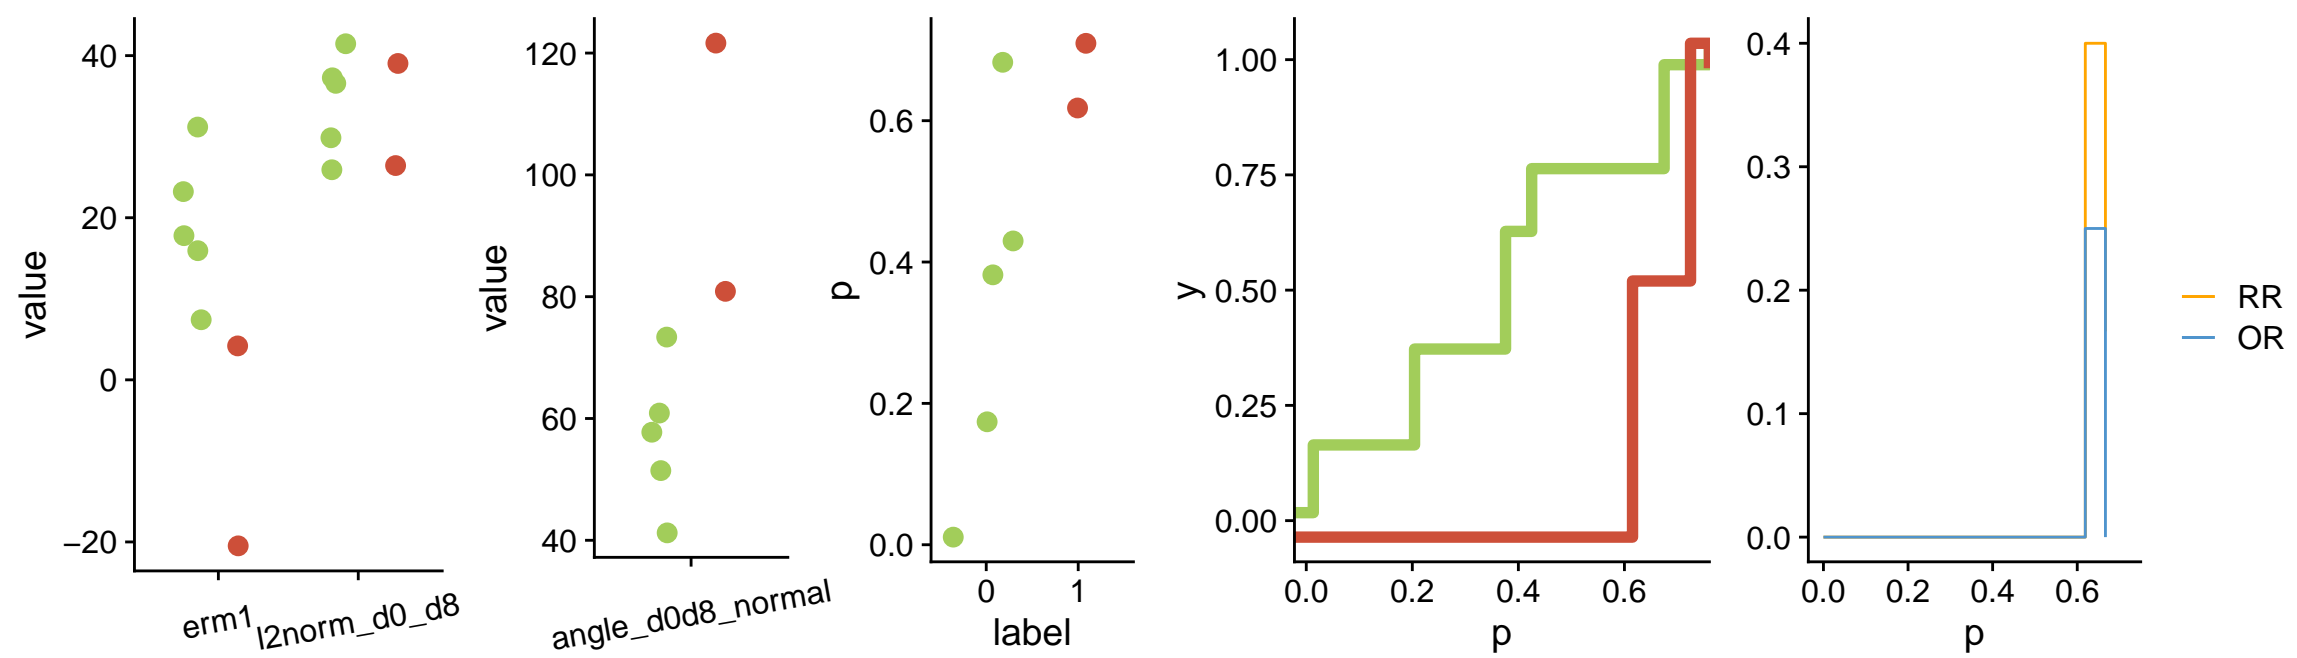 value
40
20
0
−20
erm1
l2norm_d0_d8
value
120
100
80
60
40
angle_d0d8_normal
p
0.6
0.4
0.2
0.0
0 1
label
y
1.00
0.75
0.50
0.25
0.00
0.0 0.2 0.4 0.6
p
0.4
0.3
0.2
0.1
0.0
0.0 0.2 0.4 0.6
p
RR
OR